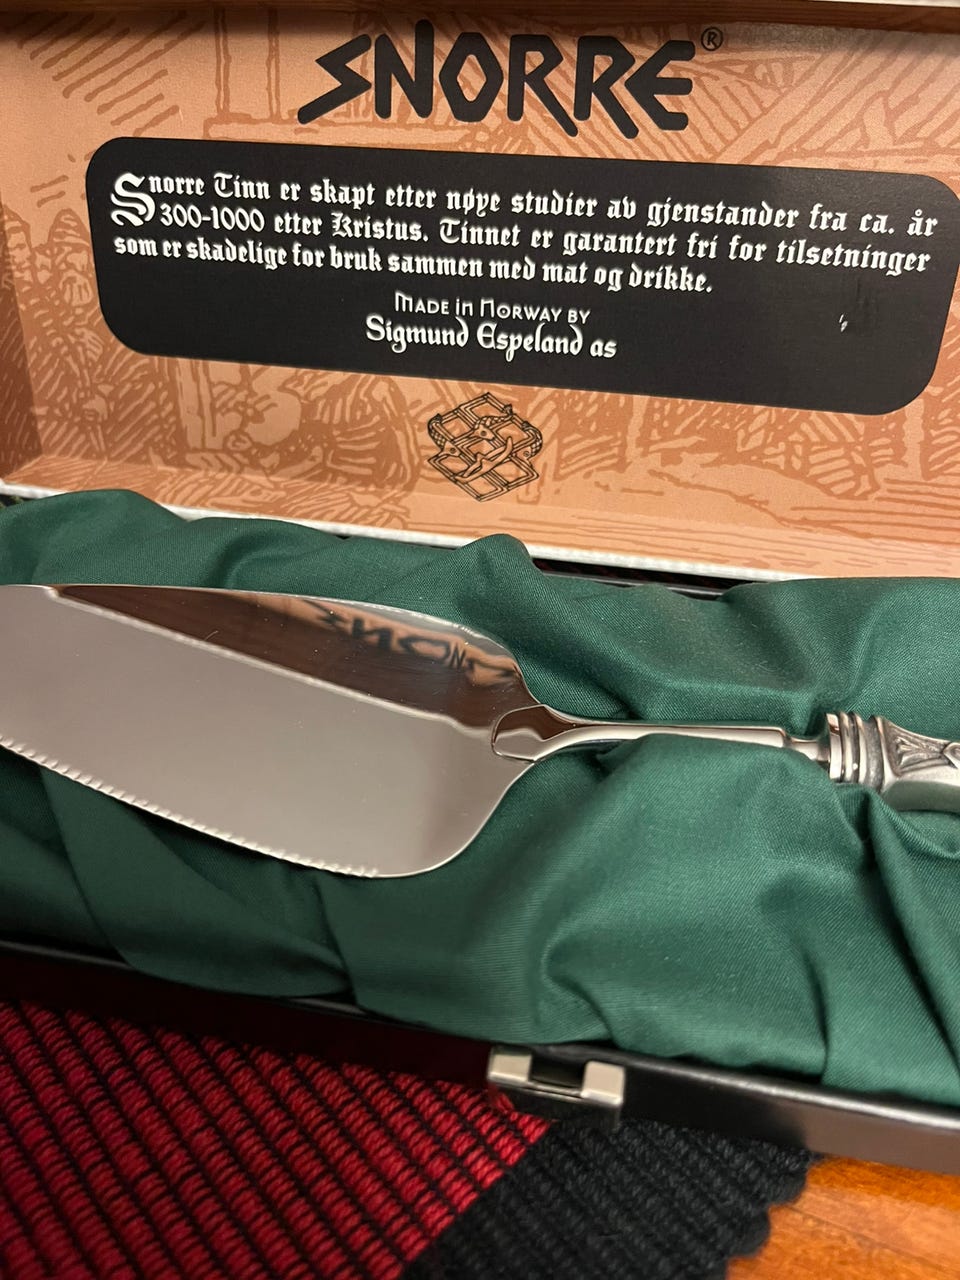 SNORRE®
Snorre Tinn er skapt etter nøye studier av gjenstander fra ca. år
300-1000 etter Kristus. Tinnet er garantert fri for tilsetninger
som er skadelige for bruk sammen med mat og drikke.
MADE in NORWAY BY
Sigmund Espeland as